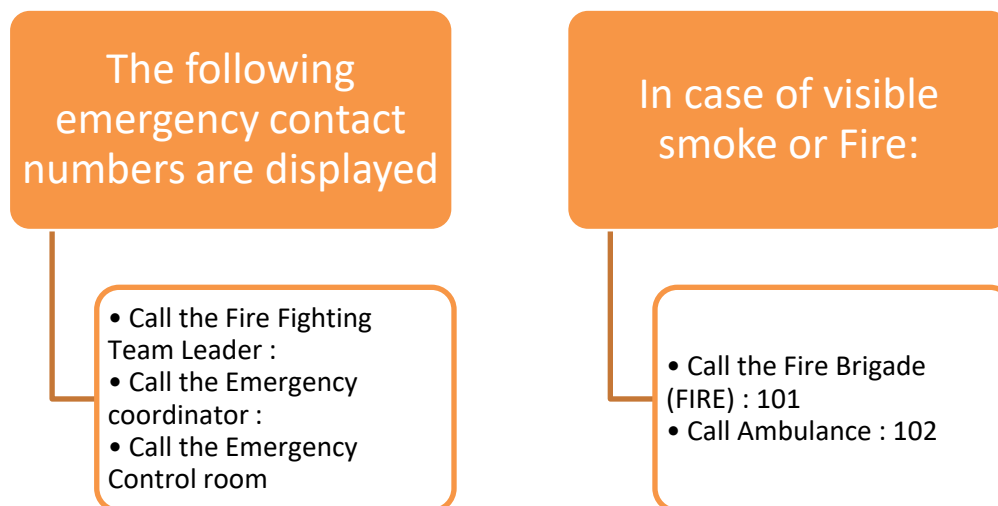 The following
emergency contact
numbers are displayed
• Call the Fire Fighting
Team Leader :
• Call the Emergency
coordinator :
• Call the Emergency
Control room
In case of visible
smoke or Fire:
• Call the Fire Brigade
(FIRE) : 101
• Call Ambulance : 102